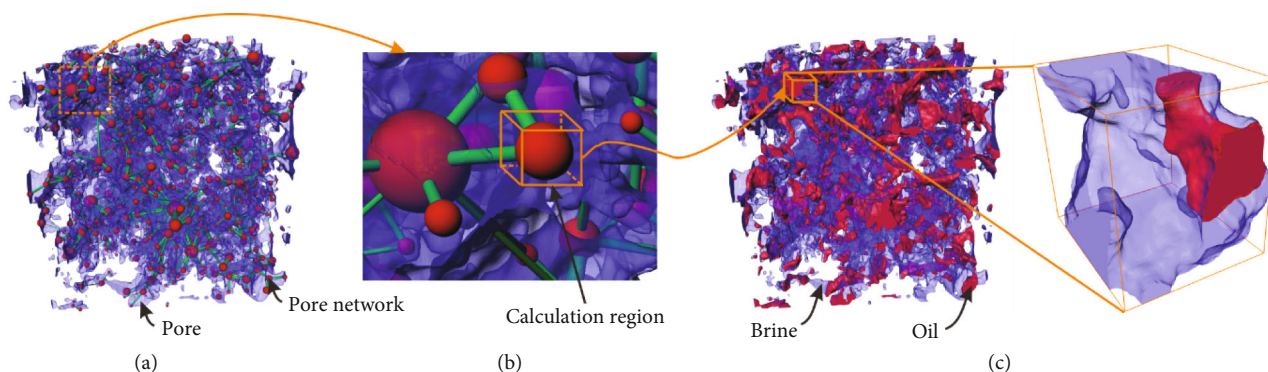 Pore network
Pore
Calculation region
Brine
Oil
(a)
(b)
(c)